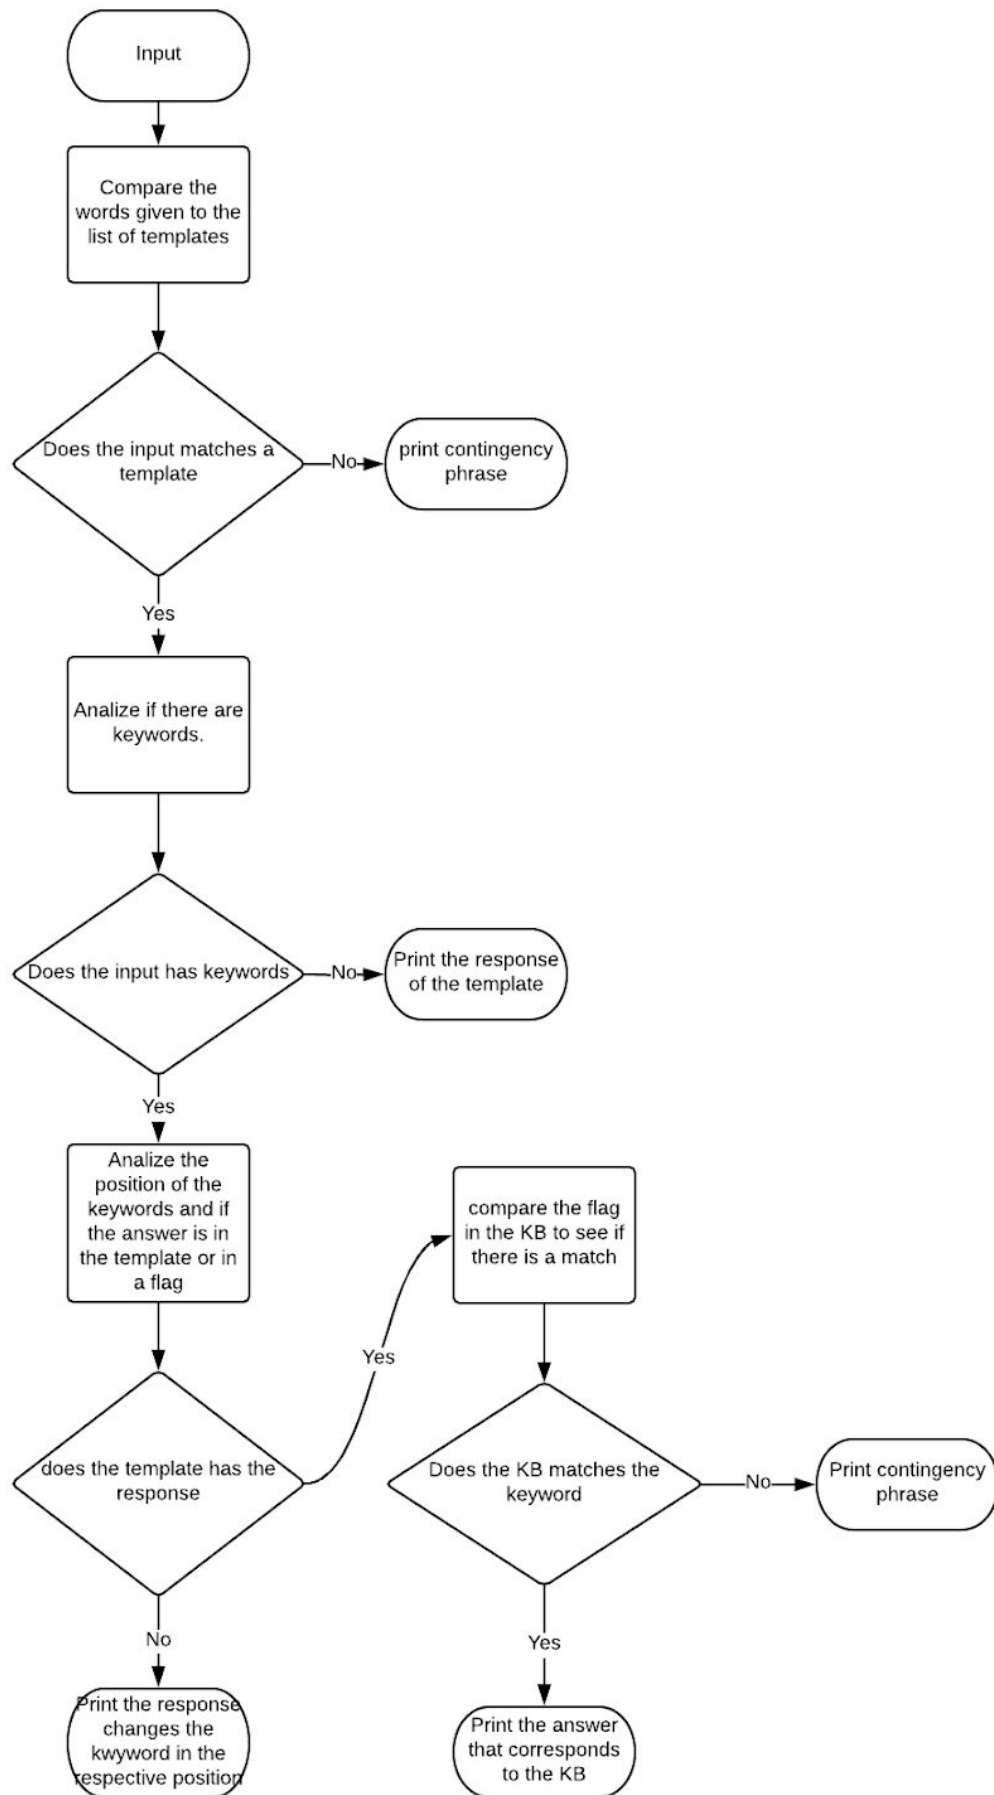 Input
Compare the
words given to the
list of templates
Does the input matches a
template
No
print contingency
phrase
Yes
Analize if there are
keywords.
Does the input has keywords
No
Print the response
of the template
Yes
Analize the
position of the
keywords and if
the answer is in
the template or in
a flag
compare the flag
in the KB to see if
there is a match
Yes
does the template has the
response
Does the KB matches the
keyword
No
Print contingency
phrase
No
Yes
Print the response
changes the
kwyword in the
respective position
Print the answer
that corresponds
to the KB